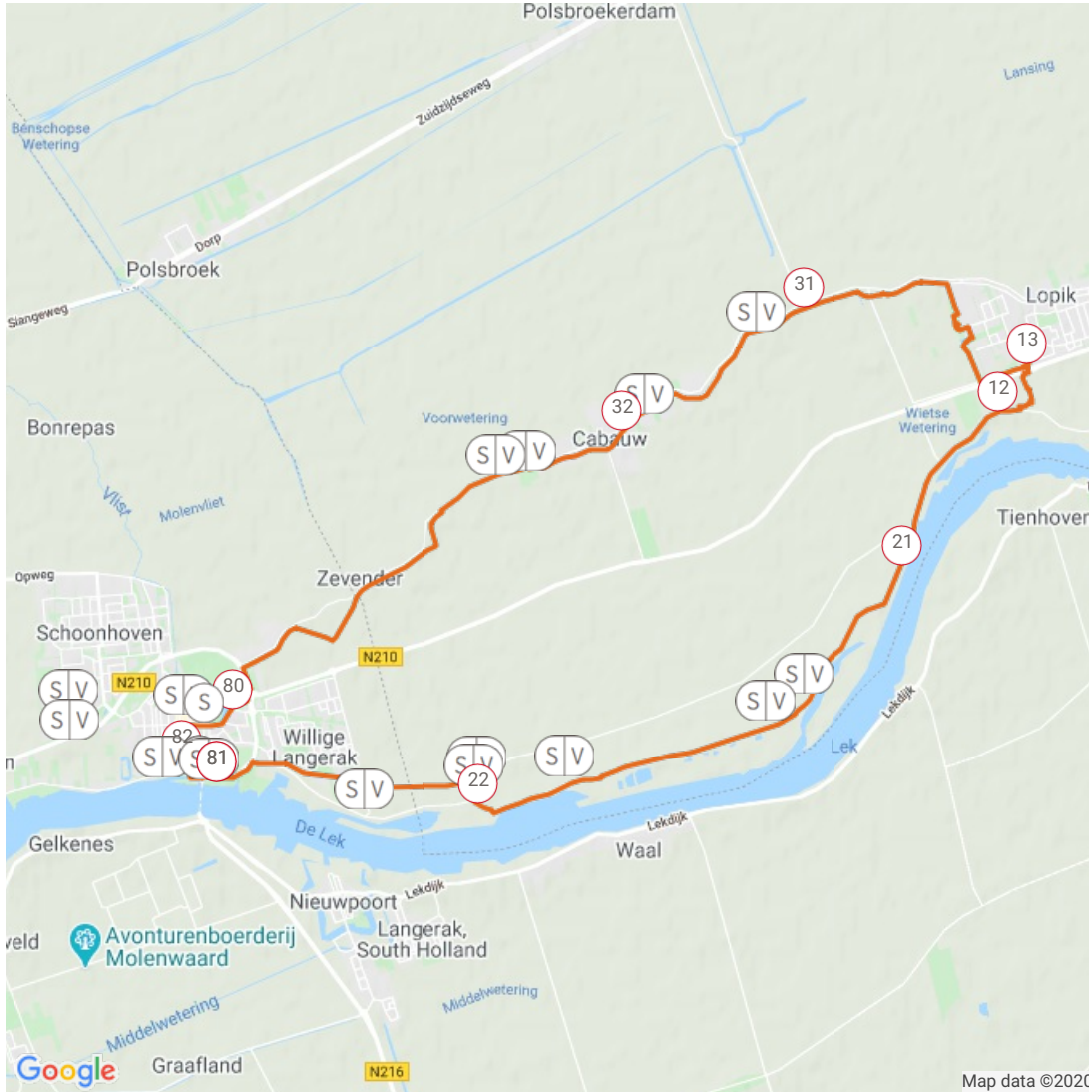 Polsbroekerdam
Lansing
Zuidzijdseweg
Benschopse
Wetering
Dorp
Polsbroek
Slangeweg
31
Lopik
S V
13
S V
12
32
Voorwetering
Wietse
Wetering
Bonrepas
Cabauw
S V V
Vlist
Molenvliet
Tienhoven
21
Opweg
Zevender
Schoonhoven
N210
S V
N210
S S
80
S V
S V
S V
82
Willige
Langerak
S V
S
81
S V
S V
22
S V
Lekdijk
Lek
De Lek
Lekdijk
Waal
Gelkenes
Lekdijk
Nieuwpoort
Langerak,
South Holland
veld
Avonturenboerderij
Molenwaard
Middelwetering
Middelwetering
Graafland
N216
Google
Map data ©2020